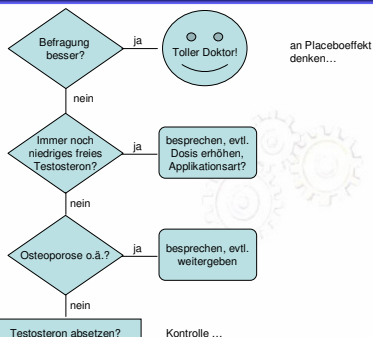 Befragung
besser?
ja
Toller Doktor!
an Placeboeffekt
denken…
nein
Immer noch
niedriges freies
Testosteron?
ja
besprechen, evtl.
Dosis erhöhen,
Applikationsart?
nein
Osteoporose o.ä.?
ja
besprechen, evtl.
weitergeben
nein
Testosteron absetzen?
Kontrolle …